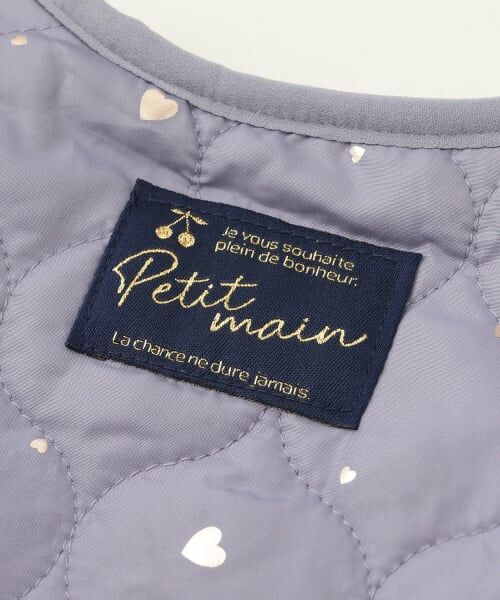 Je vous souhaite
plein de bonheur.
Petit main
La chance ne dure jamais.